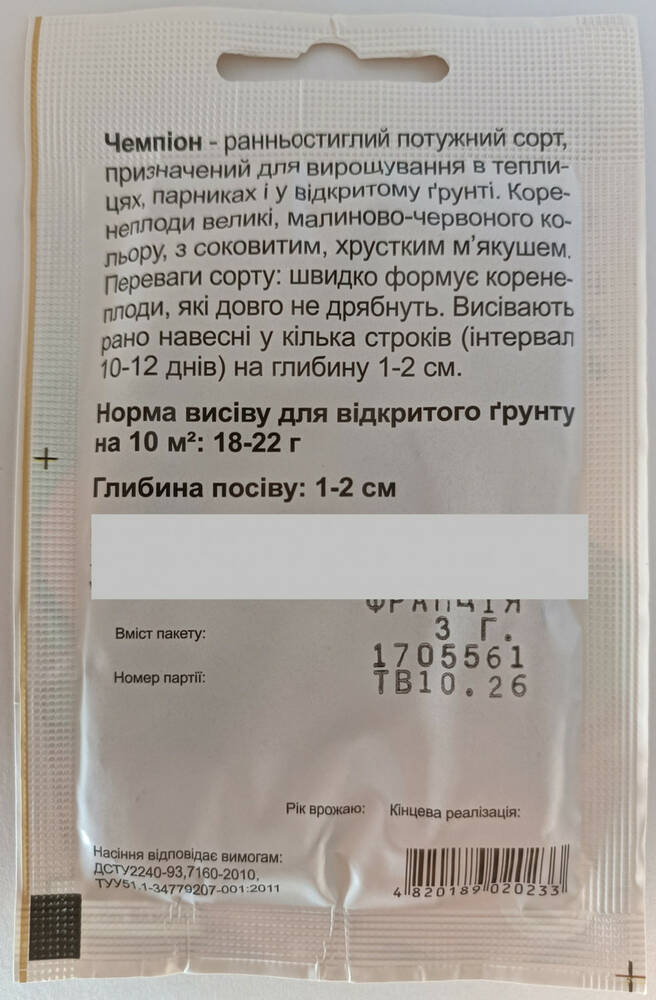 Чемпіон - ранньостиглий потужний сорт,
призначений для вирощування в тепли-
цях, парниках і у відкритому ґрунті. Коре-
неплоди великі, малиново-червоного ко-
льору, з соковитим, хрустким м’якушем.
Переваги сорту: швидко формує корене-
плоди, які довго не дрябнуть. Висівають
рано навесні у кілька строків (інтервал
10-12 днів) на глибину 1-2 см.
Норма висіву для відкритого ґрунту
на 10 м²: 18-22 г
Глибина посіву: 1-2 см
ФРАНЦІЯ
Вміст пакету: 3 Г.
1705561
Номер партії: ТВ10.26
Рік врожаю: Кінцева реалізація:
Насіння відповідає вимогам:
ДСТУ2240-93,7160-2010,
ТУУ51.1-34779207-001:2011
4 820189 020233